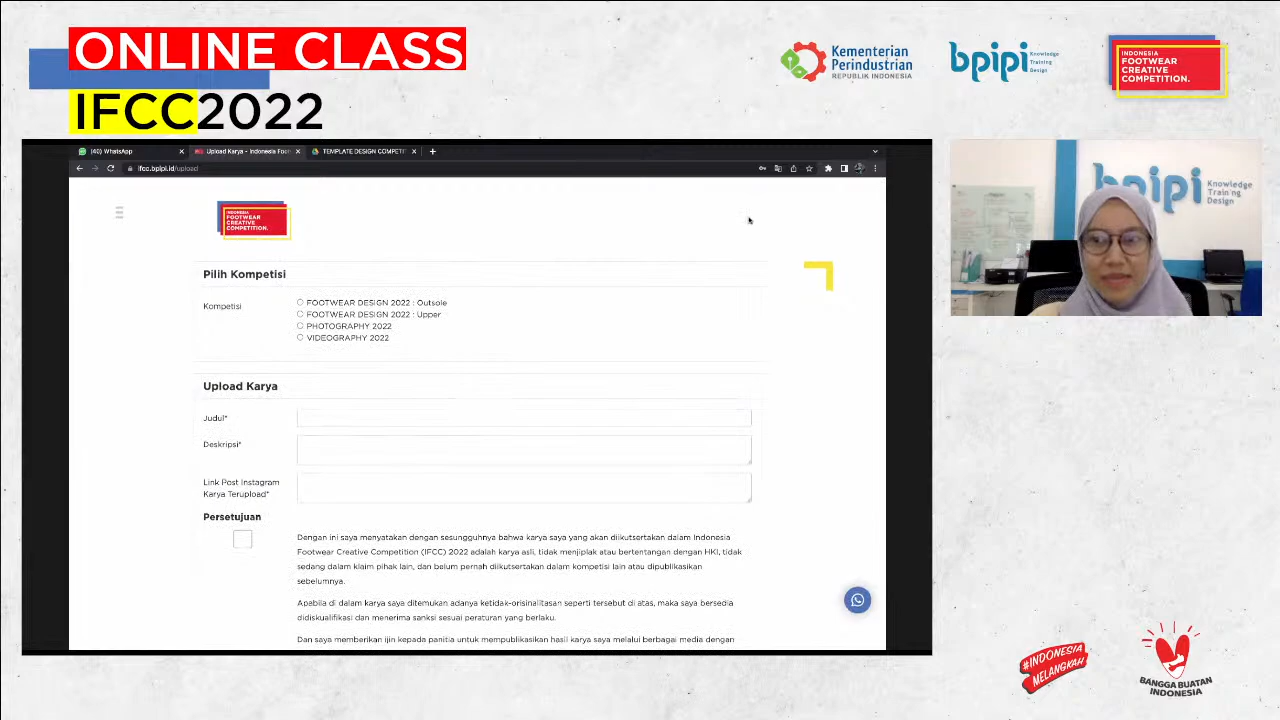 ONLINE CLASS
IFCC2022
Kementerian
Perindustrian
REPUBLIK INDONESIA
bpipi Knowledge
Training
Design
INDONESIA
FOOTWEAR
CREATIVE
COMPETITION.
(40) WhatsApp
Upload Karya - Indonesia Foo
TEMPLATE DESIGN COMPETIT
ifcc.bpipi.id/upload
INDONESIA
FOOTWEAR
CREATIVE
COMPETITION.
Pilih Kompetisi
Kompetisi
FOOTWEAR DESIGN 2022 : Outsole
FOOTWEAR DESIGN 2022 : Upper
PHOTOGRAPHY 2022
VIDEOGRAPHY 2022
Upload Karya
Judul*
Deskripsi*
Link Post Instagram
Karya Terupload*
Persetujuan
Dengan ini saya menyatakan dengan sesungguhnya bahwa karya saya yang akan diikutsertakan dalam Indonesia
Footwear Creative Competition (IFCC) 2022 adalah karya asli, tidak menjiplak atau bertentangan dengan HKI, tidak
sedang dalam klaim pihak lain, dan belum pernah diikutsertakan dalam kompetisi lain atau dipublikasikan
sebelumnya.
Apabila di dalam karya saya ditemukan adanya ketidak-orisinalitasan seperti tersebut di atas, maka saya bersedia
didiskualifikasi dan menerima sanksi sesuai peraturan yang berlaku.
Dan saya memberikan ijin kepada panitia untuk mempublikasikan hasil karya saya melalui berbagai media dengan
bpipi Knowledge
Training
Design
#INDONESIA
MELANGKAH
BANGGA BUATAN
INDONESIA